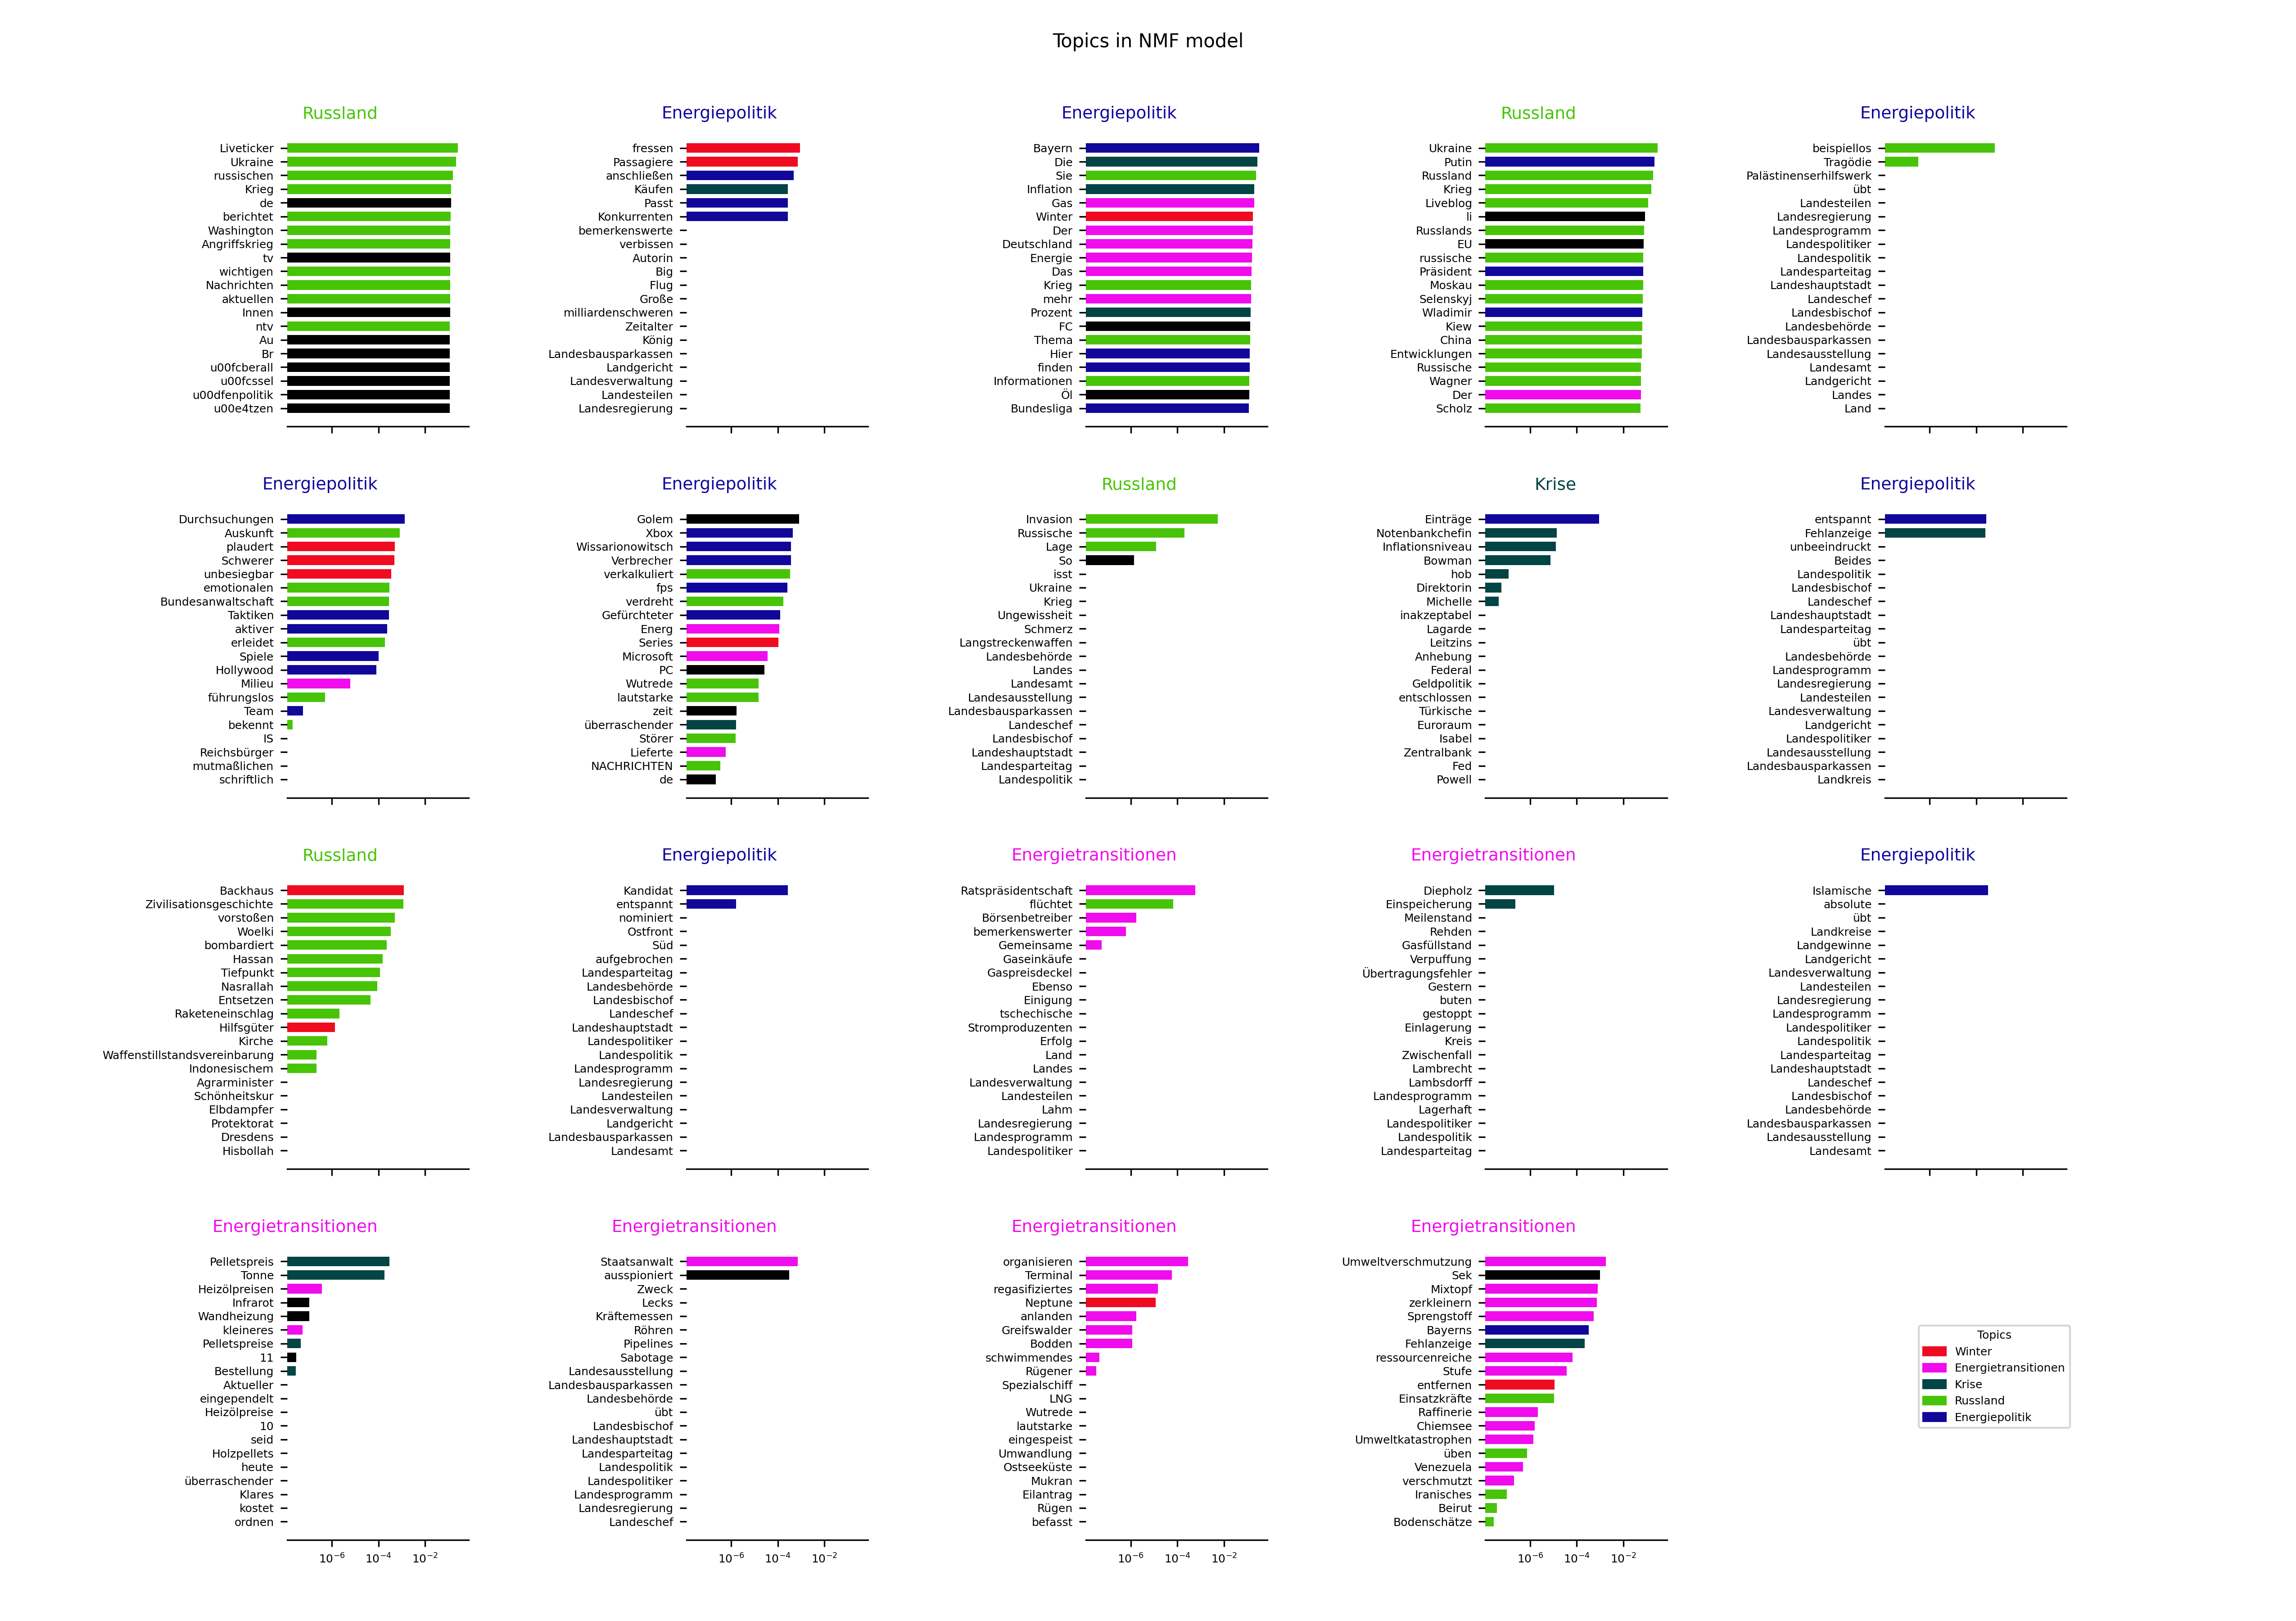 Topics in NMF model
Russland
Liveticker
Ukraine
russischen
Krieg
de
berichtet
Washington
Angriffskrieg
tv
wichtigen
Nachrichten
aktuellen
Innen
ntv
Au
Br
u00fcberall
u00fcssel
u00dfenpolitik
u00e4tzen
Energiepolitik
fressen
Passagiere
anschließen
Käufen
Passt
Konkurrenten
bemerkenswerte
verbissen
Autorin
Big
Flug
Große
milliardenschweren
Zeitalter
König
Landesbausparkassen
Landgericht
Landesverwaltung
Landesteilen
Landesregierung
Energiepolitik
Bayern
Die
Sie
Inflation
Gas
Winter
Der
Deutschland
Energie
Das
Krieg
mehr
Prozent
FC
Thema
Hier
finden
Informationen
Öl
Bundesliga
Russland
Ukraine
Putin
Russland
Krieg
Liveblog
li
Russlands
EU
russische
Präsident
Moskau
Selenskyj
Wladimir
Kiew
China
Entwicklungen
Russische
Wagner
Der
Scholz
Energiepolitik
beispiellos
Tragödie
Palästinenserhilfswerk
übt
Landesteilen
Landesregierung
Landesprogramm
Landespolitiker
Landespolitik
Landesparteitag
Landeshauptstadt
Landeschef
Landesbischof
Landesbehörde
Landesbausparkassen
Landesausstellung
Landesamt
Landgericht
Landes
Land
Energiepolitik
Durchsuchungen
Auskunft
plaudert
Schwerer
unbesiegbar
emotionalen
Bundesanwaltschaft
Taktiken
aktiver
erleidet
Spiele
Hollywood
Milieu
führungslos
Team
bekennt
IS
Reichsbürger
mutmaßlichen
schriftlich
Energiepolitik
Golem
Xbox
Wissarionowitsch
Verbrecher
verkalkuliert
fps
verdreht
Gefürchteter
Energ
Series
Microsoft
PC
Wutrede
lautstarke
zeit
überraschender
Störer
Lieferte
NACHRICHTEN
de
Russland
Invasion
Russische
Lage
So
isst
Ukraine
Krieg
Ungewissheit
Schmerz
Langstreckenwaffen
Landesbehörde
Landes
Landesamt
Landesausstellung
Landesbausparkassen
Landeschef
Landesbischof
Landeshauptstadt
Landesparteitag
Landespolitik
Krise
Einträge
Notenbankchefin
Inflationsniveau
Bowman
hob
Direktorin
Michelle
inakzeptabel
Lagarde
Leitzins
Anhebung
Federal
Geldpolitik
entschlossen
Türkische
Euroraum
Isabel
Zentralbank
Fed
Powell
Energiepolitik
entspannt
Fehlanzeige
unbeeindruckt
Beides
Landespolitik
Landesbischof
Landeschef
Landeshauptstadt
Landesparteitag
übt
Landesbehörde
Landesprogramm
Landesregierung
Landesteilen
Landesverwaltung
Landgericht
Landespolitiker
Landesausstellung
Landesbausparkassen
Landkreis
Russland
Backhaus
Zivilisationsgeschichte
vorstoßen
Woelki
bombardiert
Hassan
Tiefpunkt
Nasrallah
Entsetzen
Raketeneinschlag
Hilfsgüter
Kirche
Waffenstillstandsvereinbarung
Indonesischem
Agrarminister
Schönheitskur
Elbdampfer
Protektorat
Dresdens
Hisbollah
Energiepolitik
Kandidat
entspannt
nominiert
Ostfront
Süd
aufgebrochen
Landesparteitag
Landesbehörde
Landesbischof
Landeschef
Landeshauptstadt
Landespolitiker
Landespolitik
Landesprogramm
Landesregierung
Landesteilen
Landesverwaltung
Landgericht
Landesbausparkassen
Landesamt
Energietransitionen
Ratspräsidentschaft
flüchtet
Börsenbetreiber
bemerkenswerter
Gemeinsame
Gaseinkäufe
Gaspreisdeckel
Ebenso
Einigung
tschechische
Stromproduzenten
Erfolg
Land
Landes
Landesverwaltung
Landesteilen
Lahm
Landesregierung
Landesprogramm
Landespolitiker
Energietransitionen
Diepholz
Einspeicherung
Meilenstand
Rehden
Gasfüllstand
Verpuffung
Übertragungsfehler
Gestern
buten
gestoppt
Einlagerung
Kreis
Zwischenfall
Lambrecht
Lambsdorff
Landesprogramm
Lagerhaft
Landespolitiker
Landespolitik
Landesparteitag
Energiepolitik
Islamische
absolute
übt
Landkreise
Landgewinne
Landgericht
Landesverwaltung
Landesteilen
Landesregierung
Landesprogramm
Landespolitiker
Landespolitik
Landesparteitag
Landeshauptstadt
Landeschef
Landesbischof
Landesbehörde
Landesbausparkassen
Landesausstellung
Landesamt
Energietransitionen
Pelletspreis
Tonne
Heizölpreisen
Infrarot
Wandheizung
kleineres
Pelletspreise
11
Bestellung
Aktueller
eingependelt
Heizölpreise
10
seid
Holzpellets
heute
überraschender
Klares
kostet
ordnen
10⁻⁶ 10⁻⁴ 10⁻²
Energietransitionen
Staatsanwalt
ausspioniert
Zweck
Lecks
Kräftemessen
Röhren
Pipelines
Sabotage
Landesausstellung
Landesbausparkassen
Landesbehörde
übt
Landesbischof
Landeshauptstadt
Landesparteitag
Landespolitik
Landespolitiker
Landesprogramm
Landesregierung
Landeschef
10⁻⁶ 10⁻⁴ 10⁻²
Energietransitionen
organisieren
Terminal
regasifiziertes
Neptune
anlanden
Greifswalder
Bodden
schwimmendes
Rügener
Spezialschiff
LNG
Wutrede
lautstarke
eingespeist
Umwandlung
Ostseeküste
Mukran
Eilantrag
Rügen
befasst
10⁻⁶ 10⁻⁴ 10⁻²
Energietransitionen
Umweltverschmutzung
Sek
Mixtopf
zerkleinern
Sprengstoff
Bayerns
Fehlanzeige
ressourcenreiche
Stufe
entfernen
Einsatzkräfte
Raffinerie
Chiemsee
Umweltkatastrophen
üben
Venezuela
verschmutzt
Iranisches
Beirut
Bodenschätze
10⁻⁶ 10⁻⁴ 10⁻²
Topics
Winter
Energietransitionen
Krise
Russland
Energiepolitik